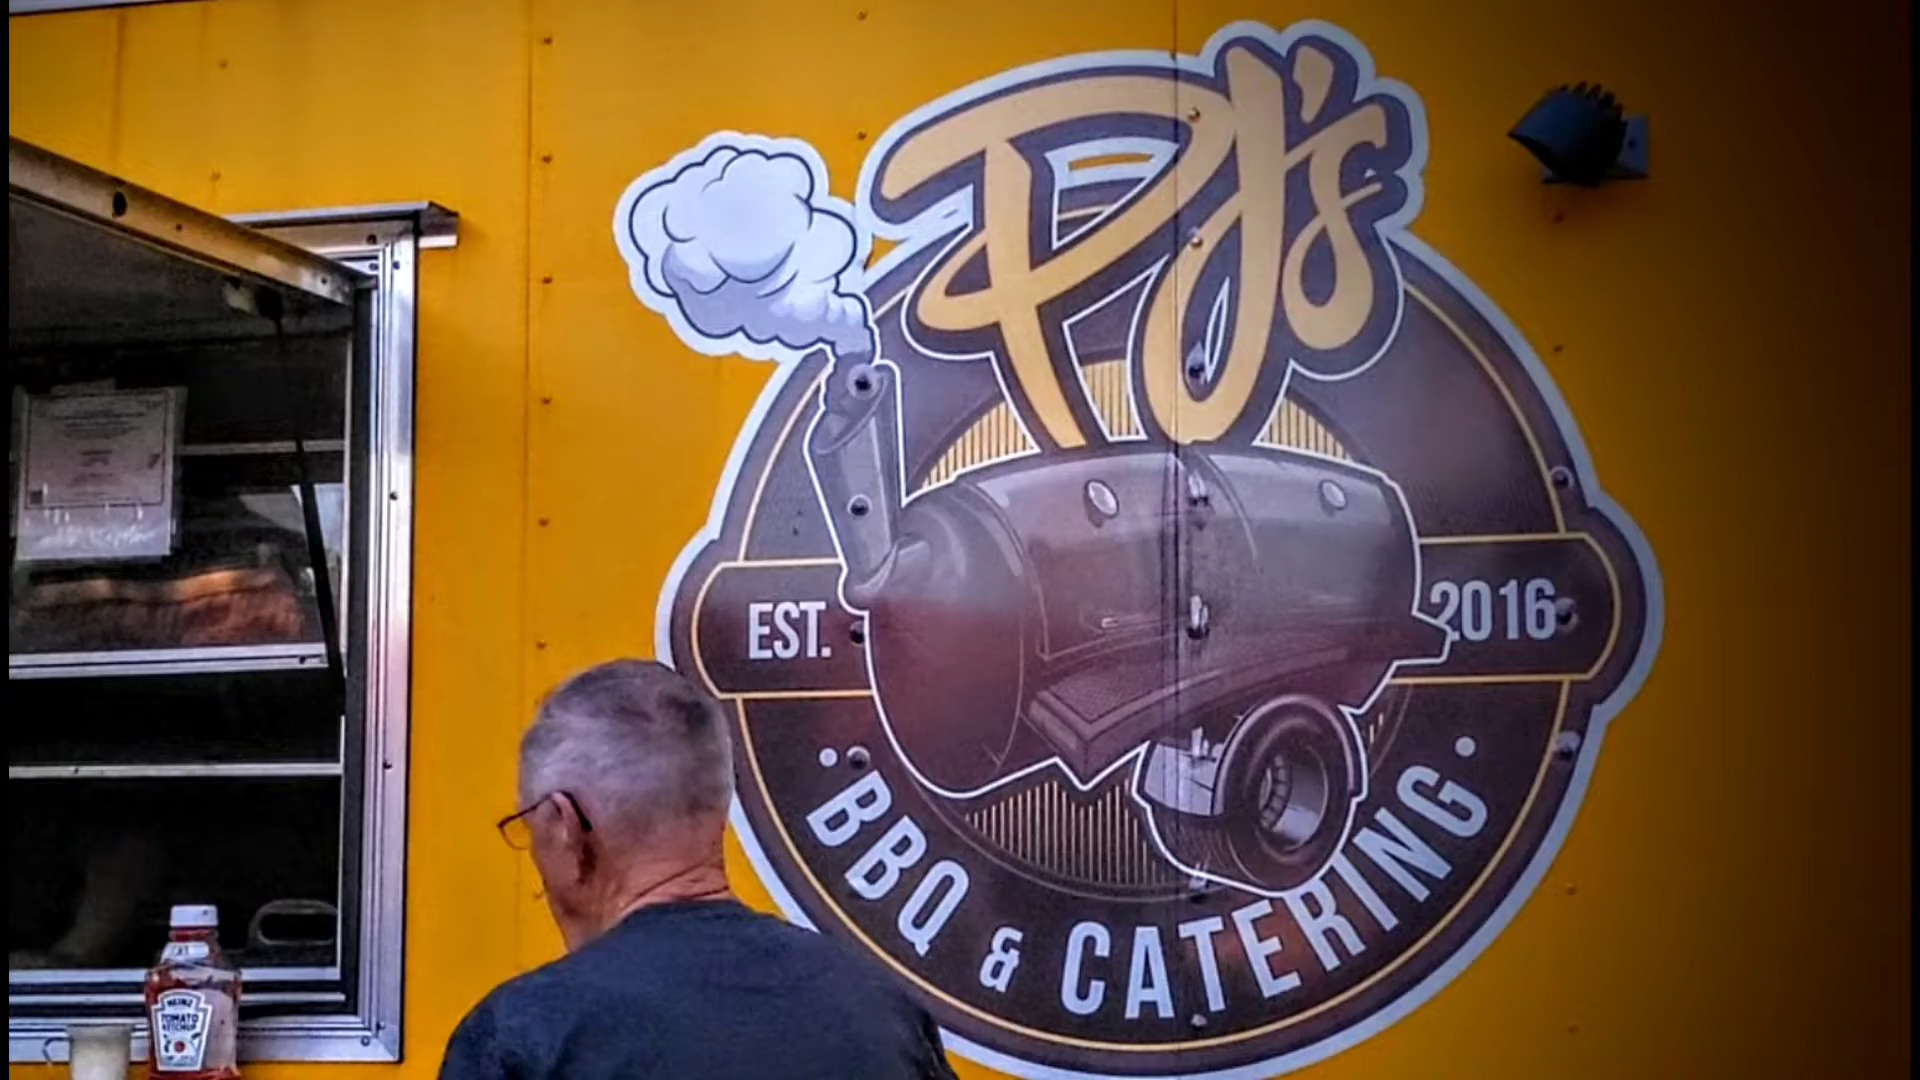 PJ's
EST. 2016
BBQ & CATERING
HEINZ
TOMATO
KETCHUP